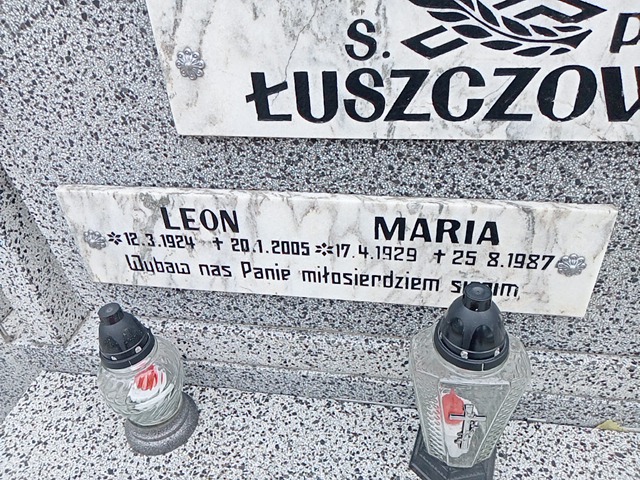 S. P
ŁUSZCZOW
LEON MARIA
✲12.3.1924 ✝20.1.2005 ✲17.4.1929 ✝25 8.1987
Wybaw nas Panie miłosierdziem